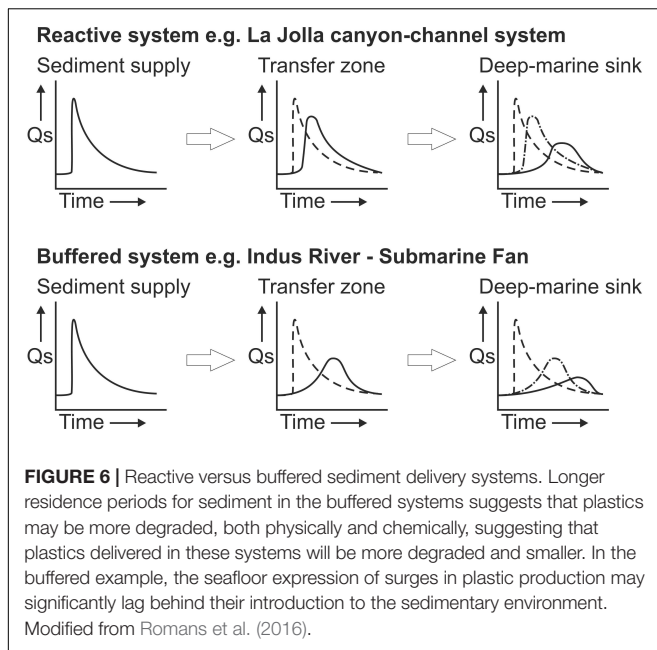 Reactive system e.g. La Jolla canyon-channel system
Sediment supply
Transfer zone
Deep-marine sink
Qs
Time
Qs
Time
Qs
Time
Buffered system e.g. Indus River - Submarine Fan
Sediment supply
Transfer zone
Deep-marine sink
Qs
Time
Qs
Time
Qs
Time
FIGURE 6 | Reactive versus buffered sediment delivery systems. Longer
residence periods for sediment in the buffered systems suggests that plastics
may be more degraded, both physically and chemically, suggesting that
plastics delivered in these systems will be more degraded and smaller. In the
buffered example, the seafloor expression of surges in plastic production may
significantly lag behind their introduction to the sedimentary environment.
Modified from Romans et al. (2016).